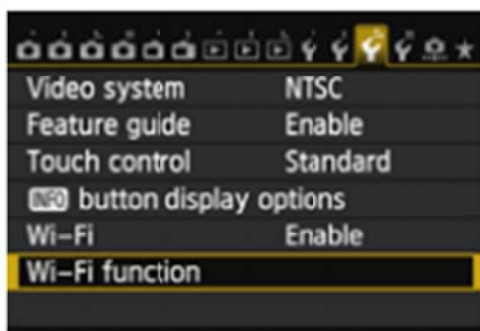 Video system NTSC
Feature guide Enable
Touch control Standard
INFO button display options
Wi-Fi Enable
Wi-Fi function